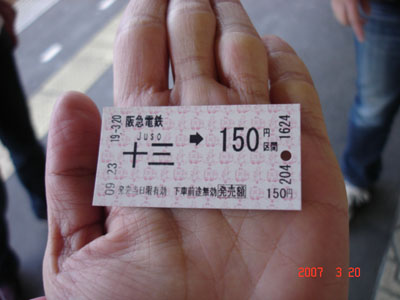 阪急電鉄
Juso
十三 ➡ 150円区間
19-3.20
09.23
発売当日限有効 下車前途無効 発売額 150円
1624
204
2007 3 20